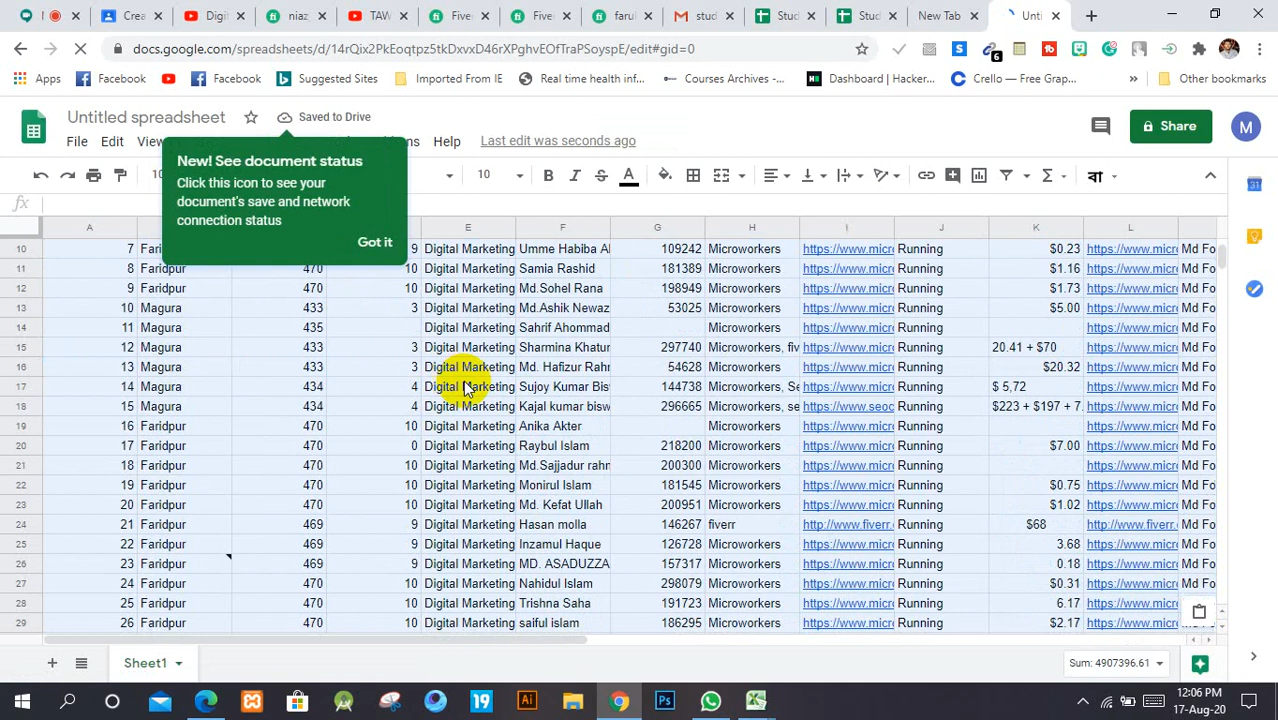 Crea
Digit
niaz
TAW
Fiver
Fiver
farul
stud
Stud
Stud
New Tab
Unti
docs.google.com/spreadsheets/d/14rQix2PkEoqtpz5tkDxvxD46rXPghvEOfTraPSoyspE/edit#gid=0
6
Apps
Facebook
Facebook
Suggested Sites
Imported From IE
Real time health inf...
Courses Archives -...
Dashboard | Hacker...
Crello — Free Grap...
»
Other bookmarks
Untitled spreadsheet
Saved to Drive
File Edit Vie
ons Help Last edit was seconds ago
Share
M
New! See document status
Click this icon to see your
document's save and network
connection status
Got it
10
10
B I S A
বা
fx
A E F G H I J K L
10 7 Farid 9 Digital Marketing Umme Habiba Al 109242 Microworkers https://www.micr Running $0.23 https://www.micr Md Fo
11 8 Faridpur 470 10 Digital Marketing Samia Rashid 181389 Microworkers https://www.micr Running $1.16 https://www.micr Md Fo
12 9 Faridpur 470 10 Digital Marketing Md.Sohel Rana 198949 Microworkers https://www.micr Running $1.73 https://www.micr Md Fo
13 10 Magura 433 3 Digital Marketing Md.Ashik Newaz 53025 Microworkers https://www.micr Running $5.00 https://www.micr Md Fo
14 11 Magura 435 Digital Marketing Sahrif Ahommad Microworkers https://www.micr Running https://www.micr Md Fo
15 12 Magura 433 3 Digital Marketing Sharmina Khatur 297740 Microworkers, fiv https://www.micr Running 20.41 + $70 https://www.micr Md Fo
16 13 Magura 433 3 Digital Marketing Md. Hafizur Rahr 54628 Microworkers https://www.micr Running $20.32 https://www.micr Md Fo
17 14 Magura 434 4 Digital Marketing Sujoy Kumar Bis 144738 Microworkers, Se https://www.micr Running $ 5,72 https://www.micr Md Fo
18 15 Magura 434 4 Digital Marketing Kajal kumar bisw 296665 Microworkers, se https://www.seoc Running $223 + $197 + 7. https://www.micr Md Fo
19 16 Faridpur 470 10 Digital Marketing Anika Akter Microworkers https://www.micr Running https://www.micr Md Fo
20 17 Faridpur 470 0 Digital Marketing Raybul Islam 218200 Microworkers https://www.micr Running $7.00 https://www.micr Md Fo
21 18 Faridpur 470 10 Digital Marketing Md.Sajjadur rahm 200300 Microworkers https://www.micr Running https://www.micr Md Fo
22 19 Faridpur 470 10 Digital Marketing Monirul Islam 181545 Microworkers https://www.micr Running $0.75 https://www.micr Md Fo
23 20 Faridpur 470 10 Digital Marketing Md. Kefat Ullah 200951 Microworkers https://www.micr Running $1.02 https://www.micr Md Fo
24 21 Faridpur 469 9 Digital Marketing Hasan molla 146267 fiverr http://www.fiverr. Running $68 http://www.fiverr. Md Fo
25 22 Faridpur 469 9 Digital Marketing Inzamul Haque 126728 Microworkers https://www.micr Running 3.68 https://www.micr Md Fo
26 23 Faridpur 469 9 Digital Marketing MD. ASADUZZA 157317 Microworkers https://www.micr Running 0.18 https://www.micr Md Fo
27 24 Faridpur 470 10 Digital Marketing Nahidul Islam 298079 Microworkers https://www.micr Running $0.31 https://www.micr Md Fo
28 25 Faridpur 470 10 Digital Marketing Trishna Saha 191723 Microworkers https://www.micr Running 6.17 https://www.micr Md Fo
29 26 Faridpur 470 10 Digital Marketing saiful islam 186295 Microworkers https://www.micr Running $2.17 https://www.micr Md Fo
Sheet1
Sum: 4907396.61
12:06 PM
17-Aug-20
19
Ai
Ps